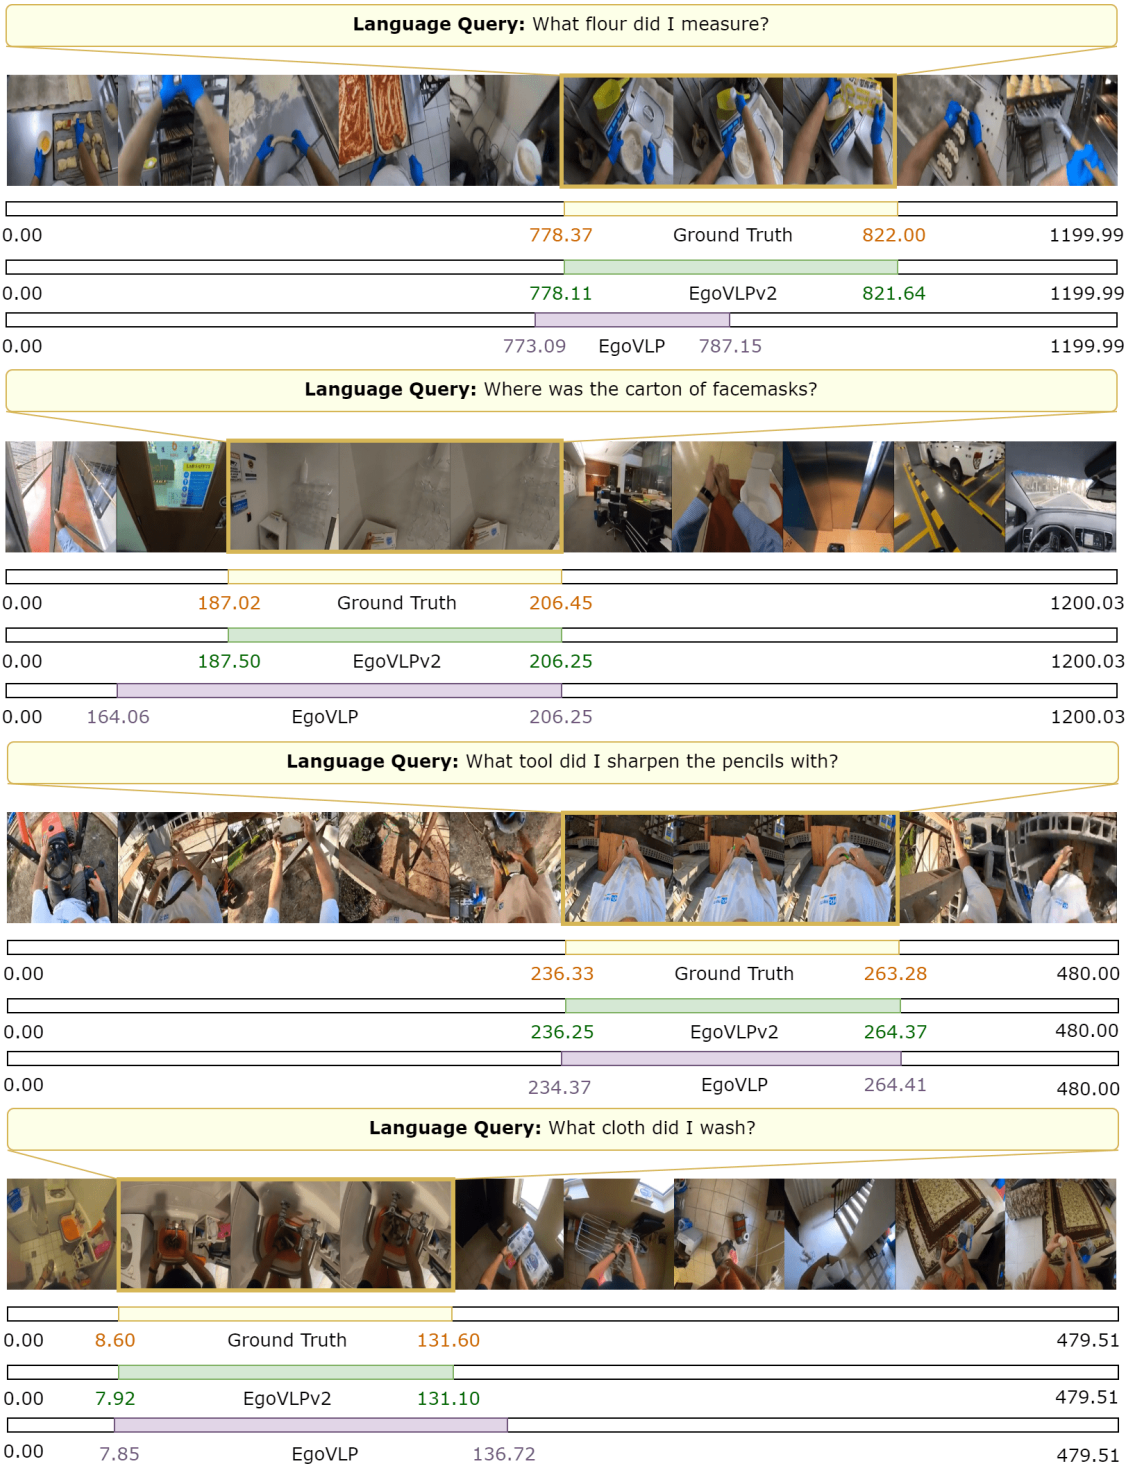 Language Query: What flour did I measure?
0.00 778.37 Ground Truth 822.00 1199.99
0.00 778.11 EgoVLPv2 821.64 1199.99
0.00 773.09 EgoVLP 787.15 1199.99
Language Query: Where was the carton of facemasks?
0.00 187.02 Ground Truth 206.45 1200.03
0.00 187.50 EgoVLPv2 206.25 1200.03
0.00 164.06 EgoVLP 206.25 1200.03
Language Query: What tool did I sharpen the pencils with?
0.00 236.33 Ground Truth 263.28 480.00
0.00 236.25 EgoVLPv2 264.37 480.00
0.00 234.37 EgoVLP 264.41 480.00
Language Query: What cloth did I wash?
0.00 8.60 Ground Truth 131.60 479.51
0.00 7.92 EgoVLPv2 131.10 479.51
0.00 7.85 EgoVLP 136.72 479.51